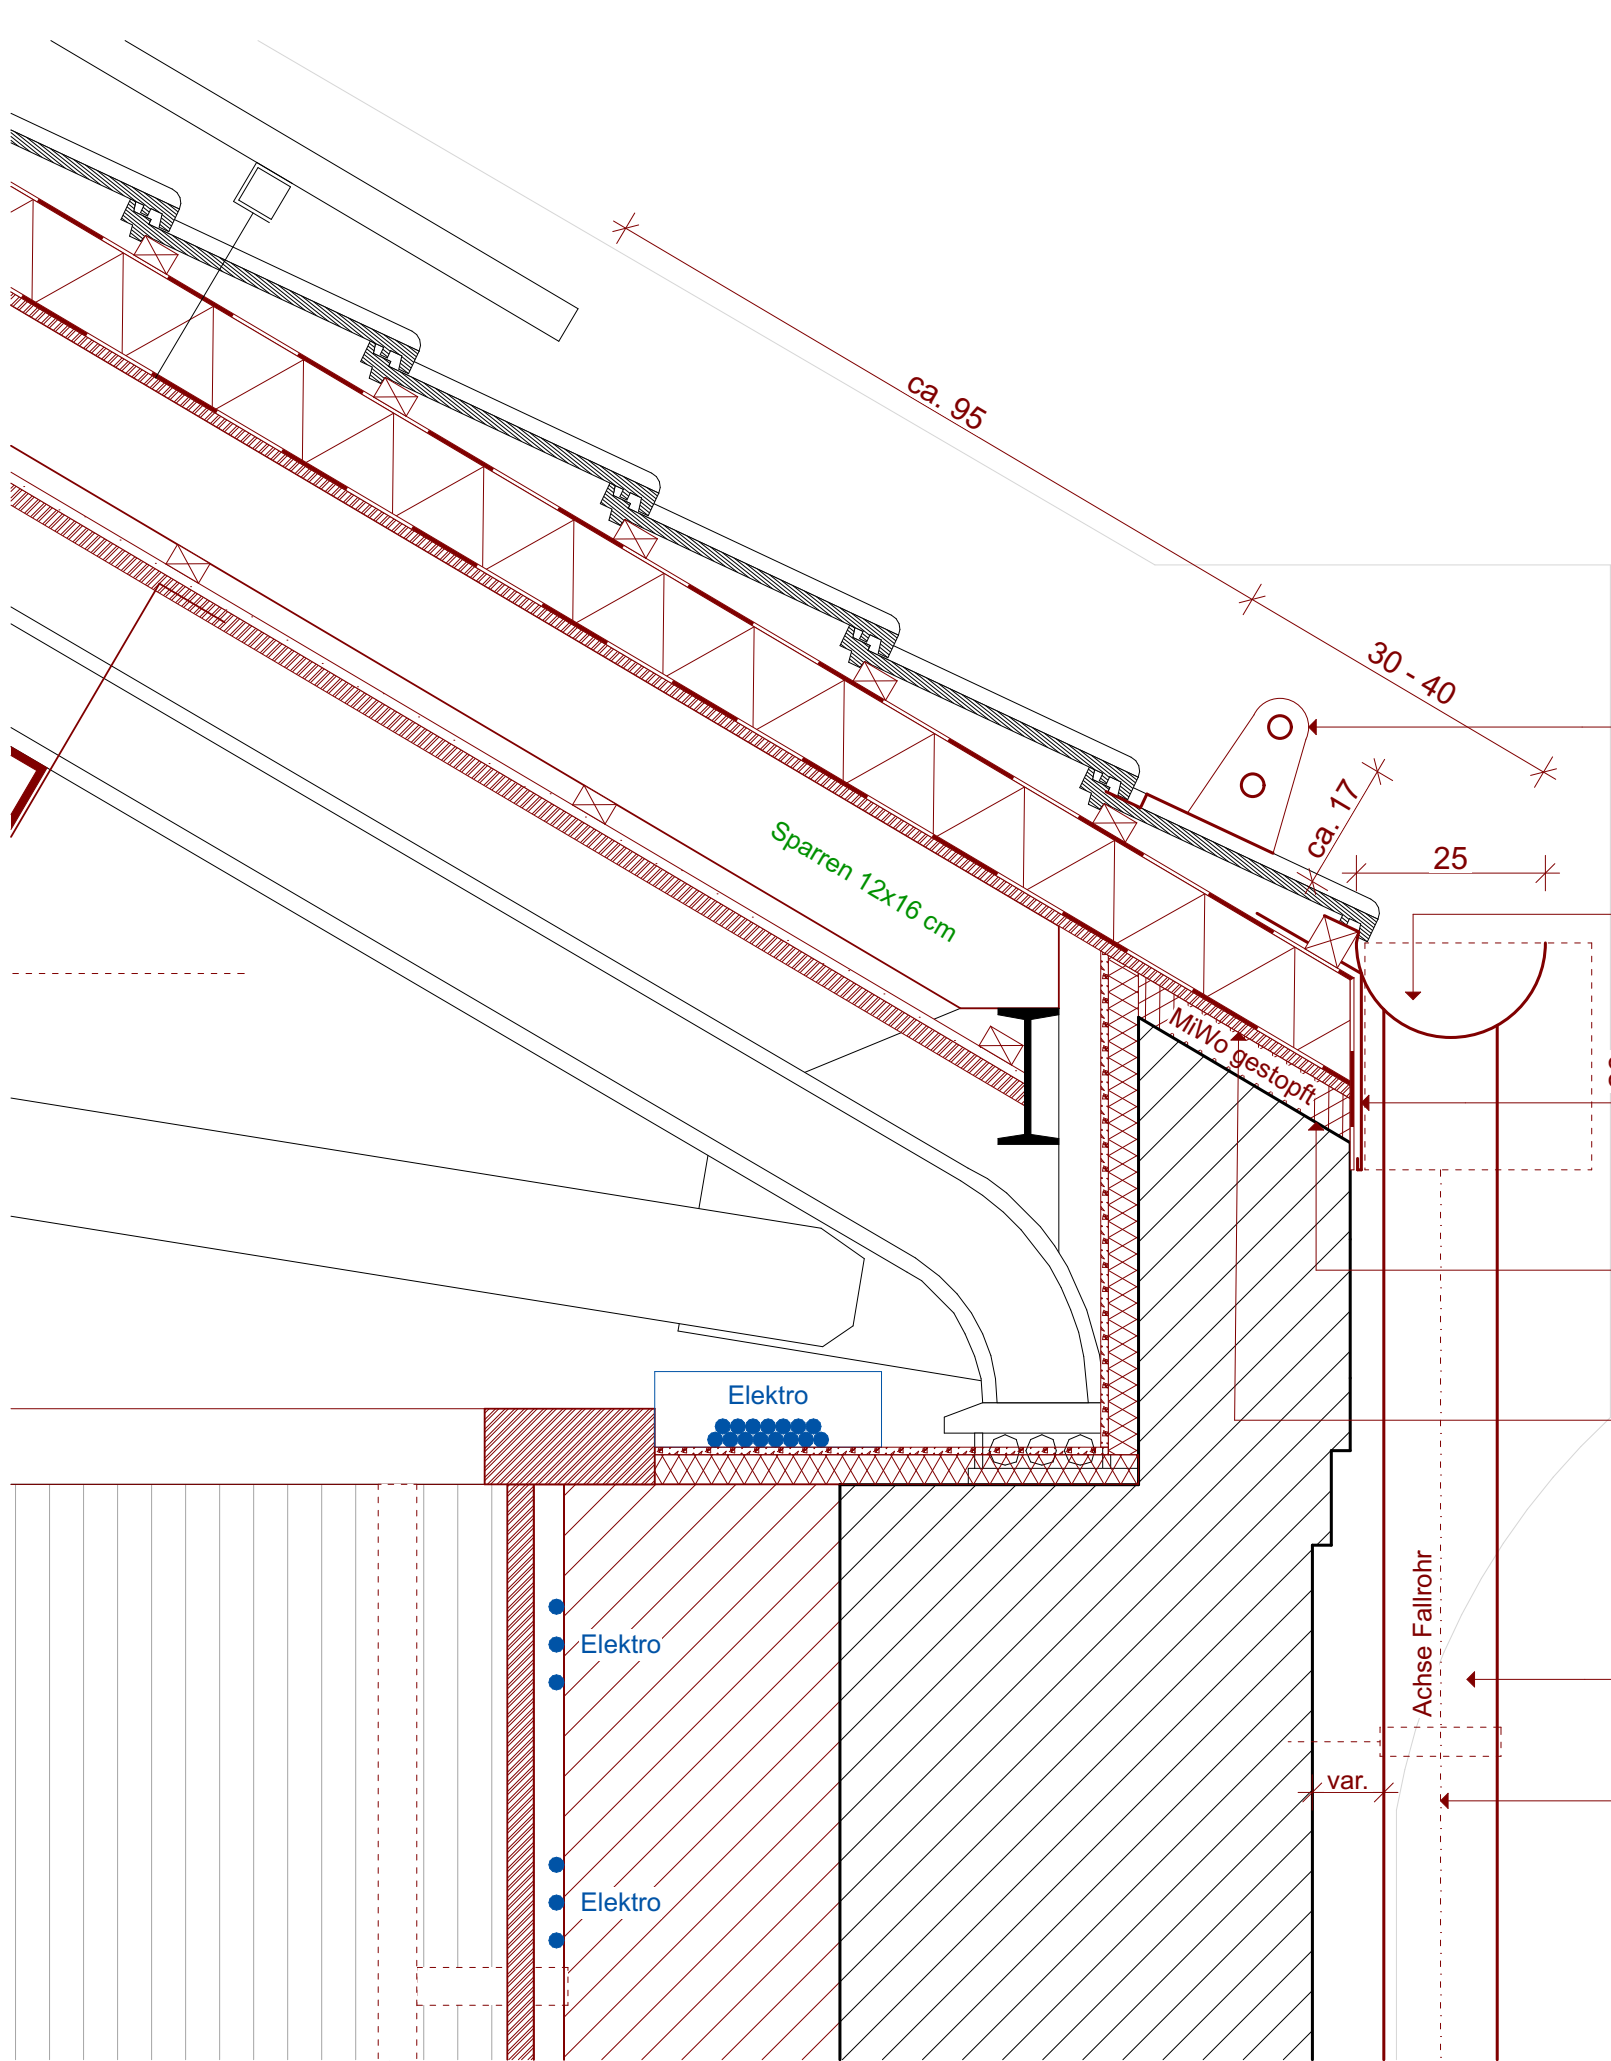 ca. 95
30 - 40
ca. 17
25
Sparren 12x16 cm
MiWo gestopft
Elektro
Achse Fallrohr
Elektro
var.
Elektro